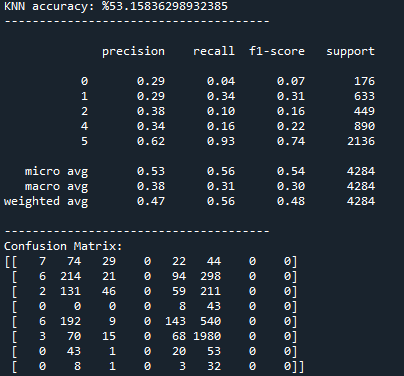 KNN accuracy: %53.15836298932385
--------------------------------------
precision recall f1-score support
0 0.29 0.04 0.07 176
1 0.29 0.34 0.31 633
2 0.38 0.10 0.16 449
4 0.34 0.16 0.22 890
5 0.62 0.93 0.74 2136
micro avg 0.53 0.56 0.54 4284
macro avg 0.38 0.31 0.30 4284
weighted avg 0.47 0.56 0.48 4284
--------------------------------------
Confusion Matrix:
[[ 7 74 29 0 22 44 0 0]
[ 6 214 21 0 94 298 0 0]
[ 2 131 46 0 59 211 0 0]
[ 0 0 0 0 8 43 0 0]
[ 6 192 9 0 143 540 0 0]
[ 3 70 15 0 68 1980 0 0]
[ 0 43 1 0 20 53 0 0]
[ 0 8 1 0 3 32 0 0]]